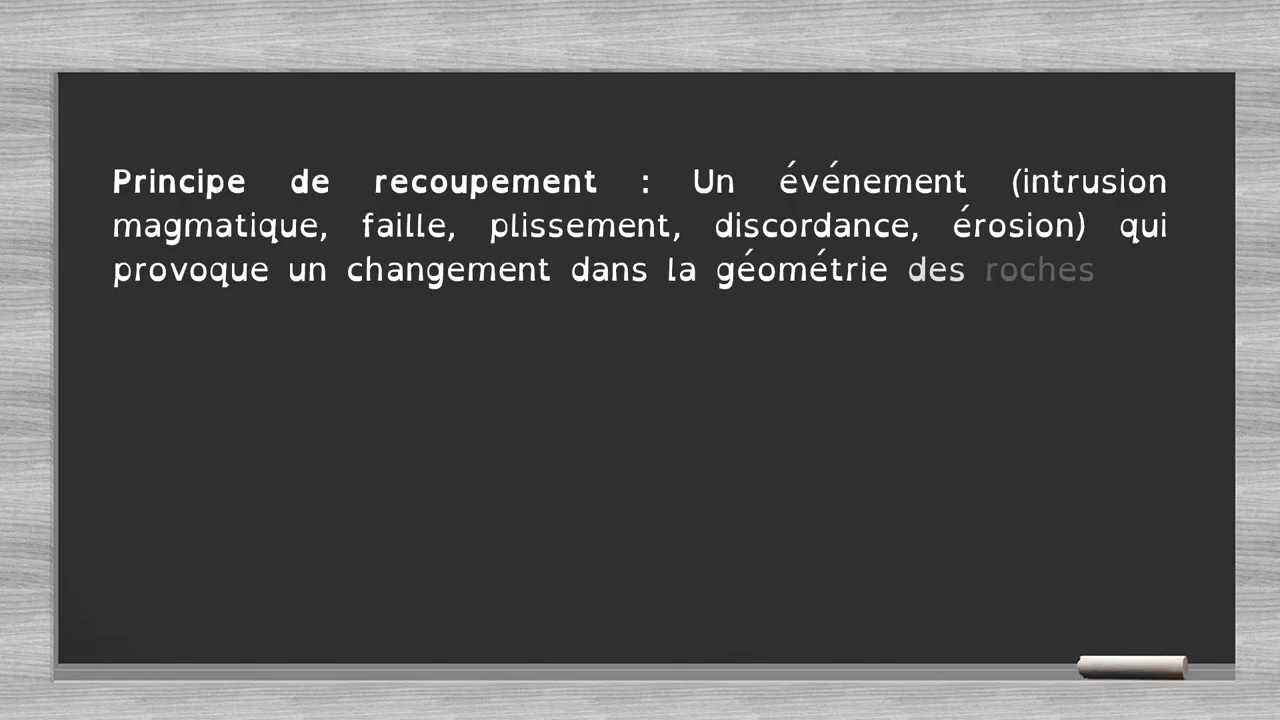 Principe de recoupement : Un événement (intrusion
magmatique, faille, plissement, discordance, érosion) qui
provoque un changement dans la géométrie des roches